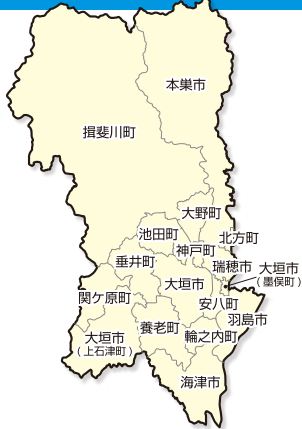 本巣市
揖斐川町
大野町
池田町
北方町
神戸町
垂井町
瑞穂市
大垣市
(墨俣町)
大垣市
関ケ原町
安八町
羽島市
養老町
大垣市
(上石津町)
輪之内町
海津市